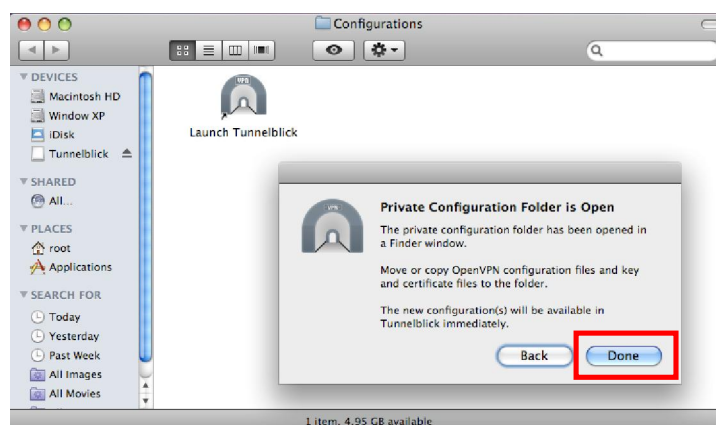 Configurations
DEVICES
Macintosh HD
Window XP
iDisk
Tunnelblick
SHARED
All...
PLACES
root
Applications
SEARCH FOR
Today
Yesterday
Past Week
All Images
All Movies
VPN
Launch Tunnelblick
VPN
Private Configuration Folder is Open
The private configuration folder has been opened in
a Finder window.
Move or copy OpenVPN configuration files and key
and certificate files to the folder.
The new configuration(s) will be available in
Tunnelblick immediately.
Back
Done
1 item, 4.95 GB available